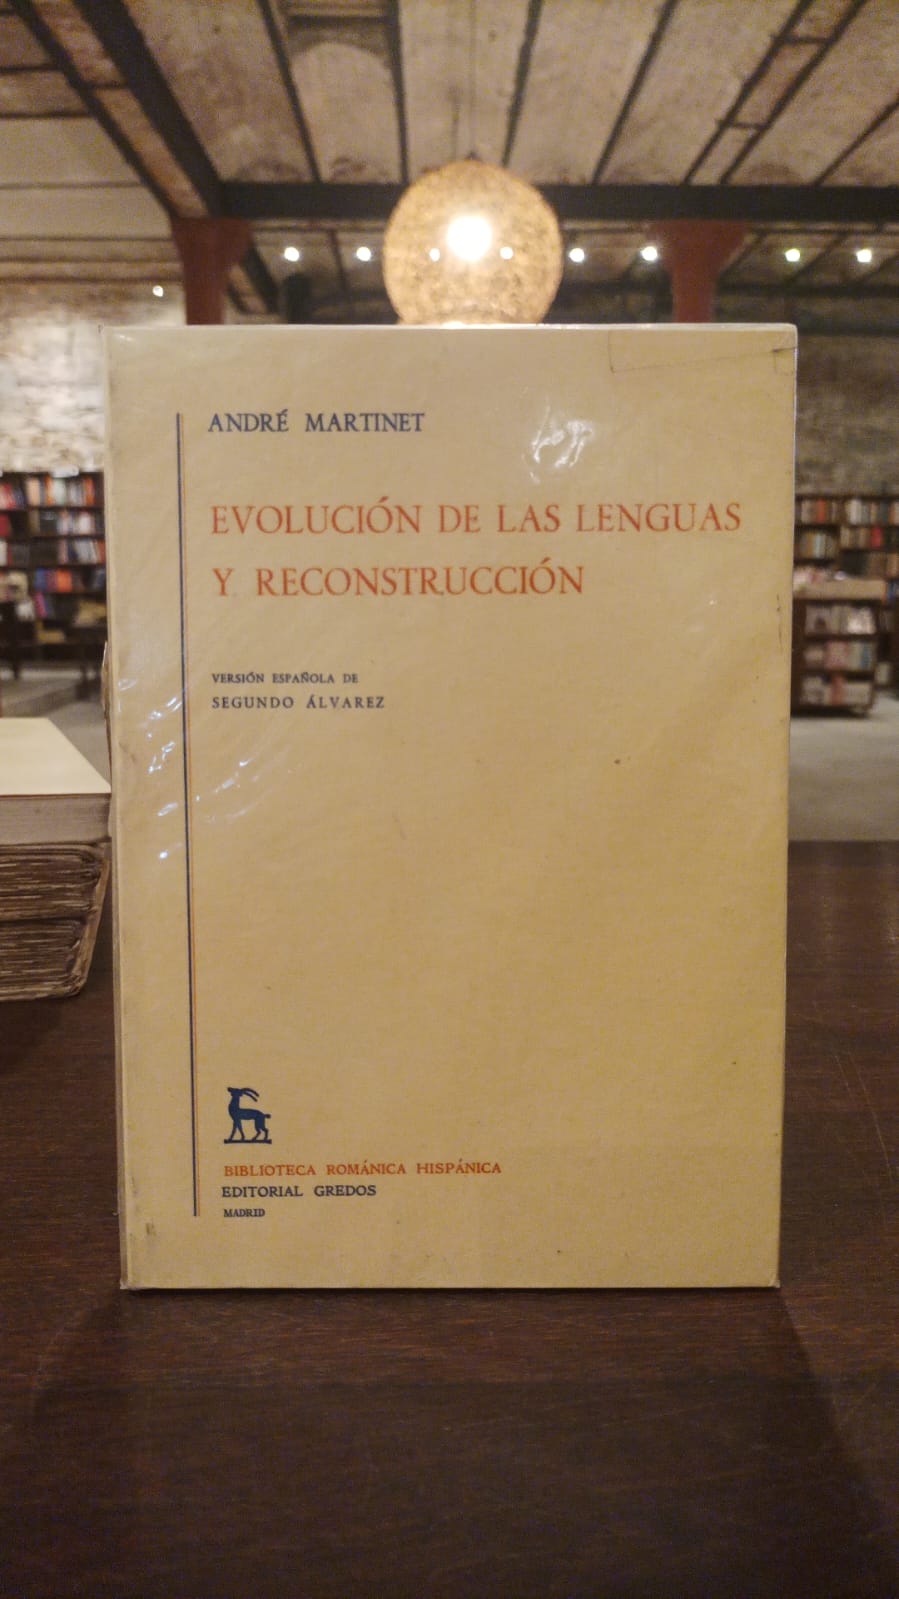 ANDRÉ MARTINET
EVOLUCIÓN DE LAS LENGUAS
Y RECONSTRUCCIÓN
VERSIÓN ESPAÑOLA DE
SEGUNDO ÁLVAREZ
BIBLIOTECA ROMÁNICA HISPÁNICA
EDITORIAL GREDOS
MADRID